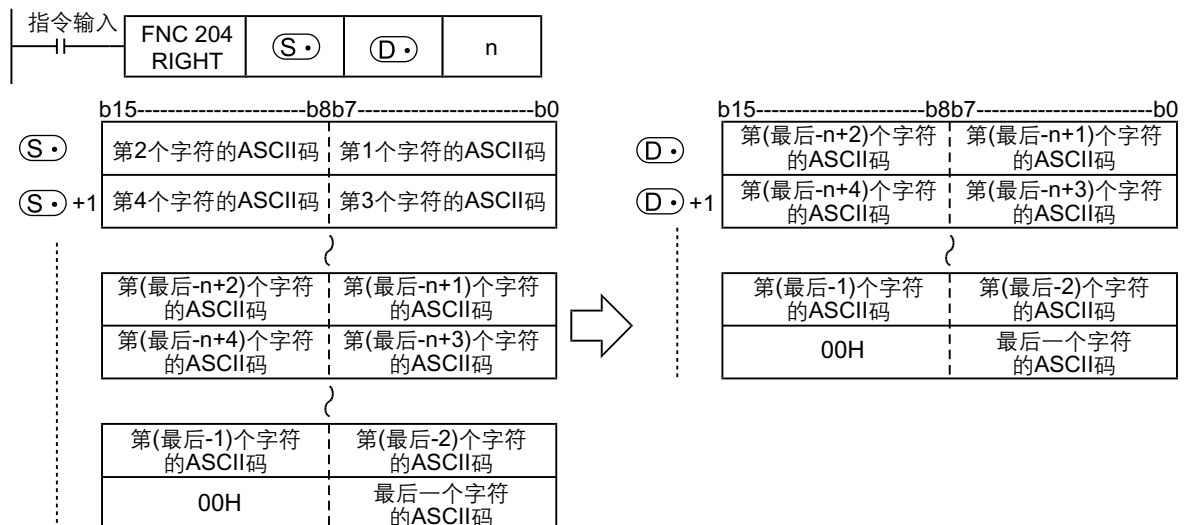 指令输入
FNC 204 RIGHT S・ D・ n
b15-----------------------b8b7------------------------b0
S・ 第2个字符的ASCII码 第1个字符的ASCII码
S・+1 第4个字符的ASCII码 第3个字符的ASCII码
第(最后-n+2)个字符的ASCII码 第(最后-n+1)个字符的ASCII码
第(最后-n+4)个字符的ASCII码 第(最后-n+3)个字符的ASCII码
第(最后-1)个字符的ASCII码 第(最后-2)个字符的ASCII码
00H 最后一个字符的ASCII码
b15-----------------------b8b7------------------------b0
D・ 第(最后-n+2)个字符的ASCII码 第(最后-n+1)个字符的ASCII码
D・+1 第(最后-n+4)个字符的ASCII码 第(最后-n+3)个字符的ASCII码
第(最后-1)个字符的ASCII码 第(最后-2)个字符的ASCII码
00H 最后一个字符的ASCII码